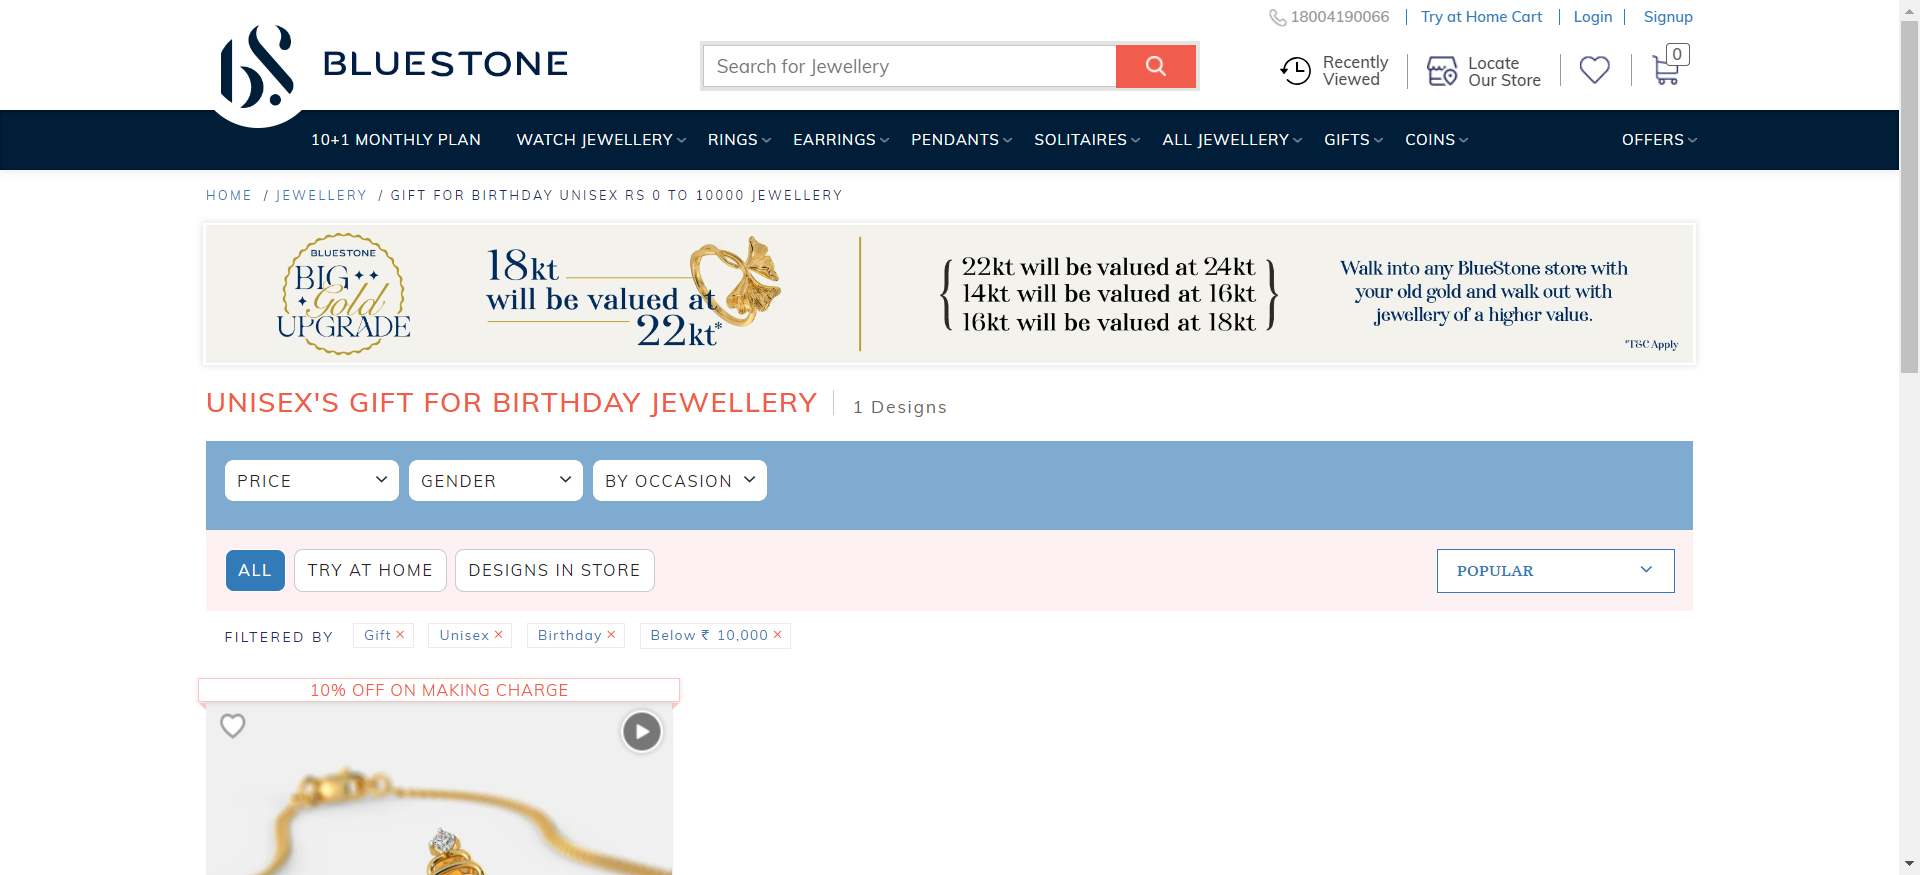 18004190066
Try at Home Cart
Login
Signup
BLUESTONE
Search for Jewellery
Recently
Viewed
Locate
Our Store
0
10+1 MONTHLY PLAN
WATCH JEWELLERY
RINGS
EARRINGS
PENDANTS
SOLITAIRES
ALL JEWELLERY
GIFTS
COINS
OFFERS
HOME / JEWELLERY / GIFT FOR BIRTHDAY UNISEX RS 0 TO 10000 JEWELLERY
BLUESTONE
BIG
Gold
UPGRADE
18kt
will be valued at
22kt*
22kt will be valued at 24kt
14kt will be valued at 16kt
16kt will be valued at 18kt
Walk into any BlueStone store with
your old gold and walk out with
jewellery of a higher value.
*T&C Apply
UNISEX'S GIFT FOR BIRTHDAY JEWELLERY
1 Designs
PRICE
GENDER
BY OCCASION
ALL
TRY AT HOME
DESIGNS IN STORE
POPULAR
FILTERED BY
Gift ×
Unisex ×
Birthday ×
Below ₹ 10,000 ×
10% OFF ON MAKING CHARGE